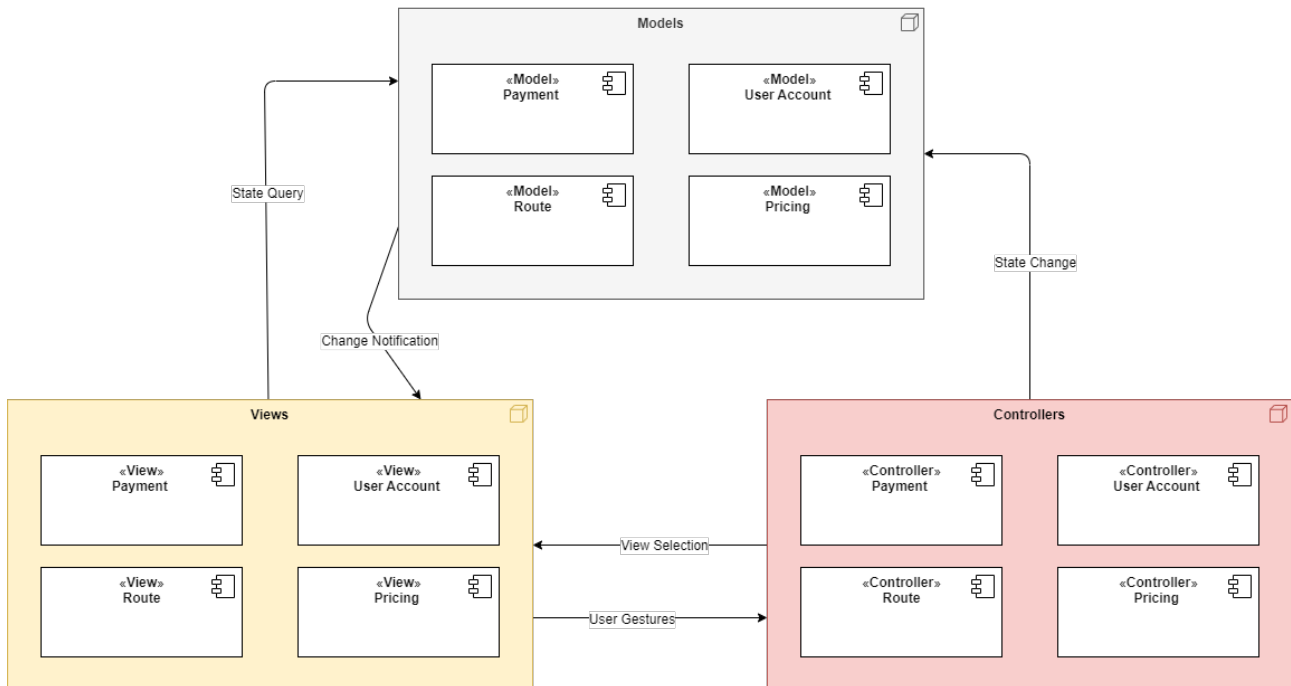 Models
«Model»
Payment
«Model»
User Account
«Model»
Route
«Model»
Pricing
State Query
State Change
Change Notification
Views
«View»
Payment
«View»
User Account
«View»
Route
«View»
Pricing
View Selection
User Gestures
Controllers
«Controller»
Payment
«Controller»
User Account
«Controller»
Route
«Controller»
Pricing